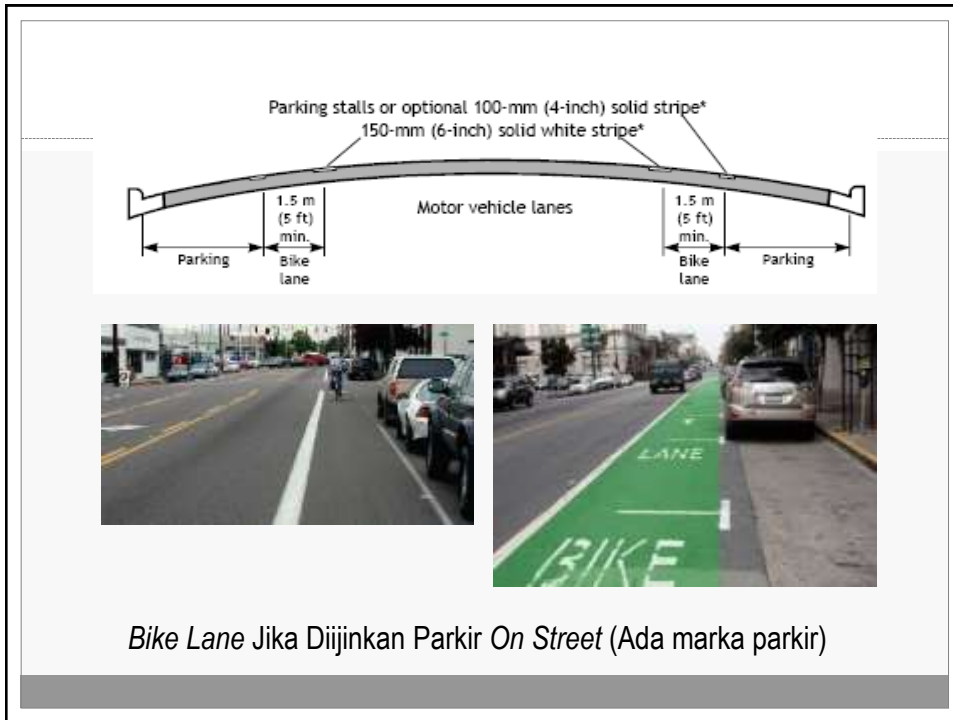 Parking stalls or optional 100-mm (4-inch) solid stripe*
150-mm (6-inch) solid white stripe*
1.5 m
(5 ft)
min.
Bike
lane
Parking
Motor vehicle lanes
1.5 m
(5 ft)
min.
Bike
lane
Parking
LANE
BIKE
Bike Lane Jika Diijinkan Parkir On Street (Ada marka parkir)